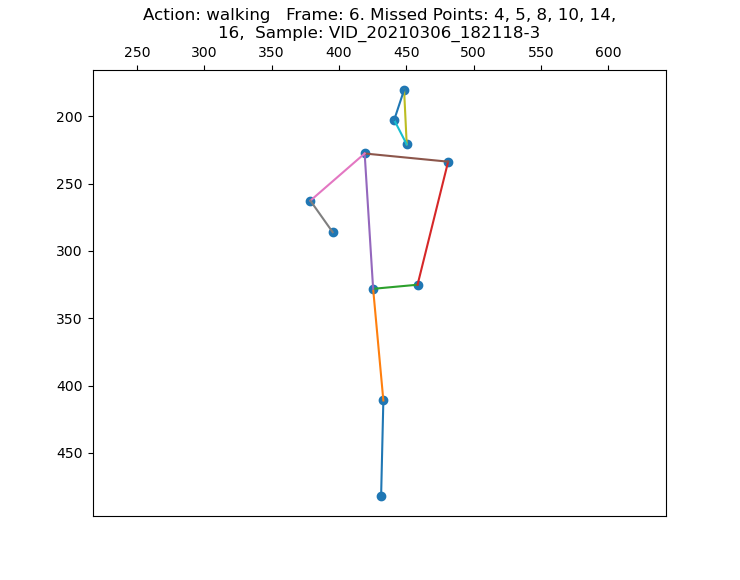 Action: walking   Frame: 6. Missed Points: 4, 5, 8, 10, 14,
16,  Sample: VID_20210306_182118-3
250 300 350 400 450 500 550 600
200
250
300
350
400
450